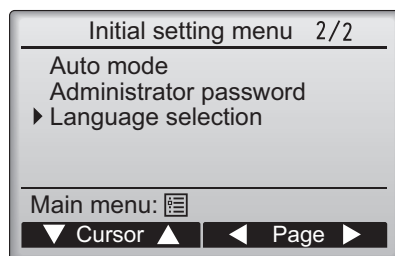 Initial setting menu 2/2
Auto mode
Administrator password
Language selection
Main menu:
Cursor Page